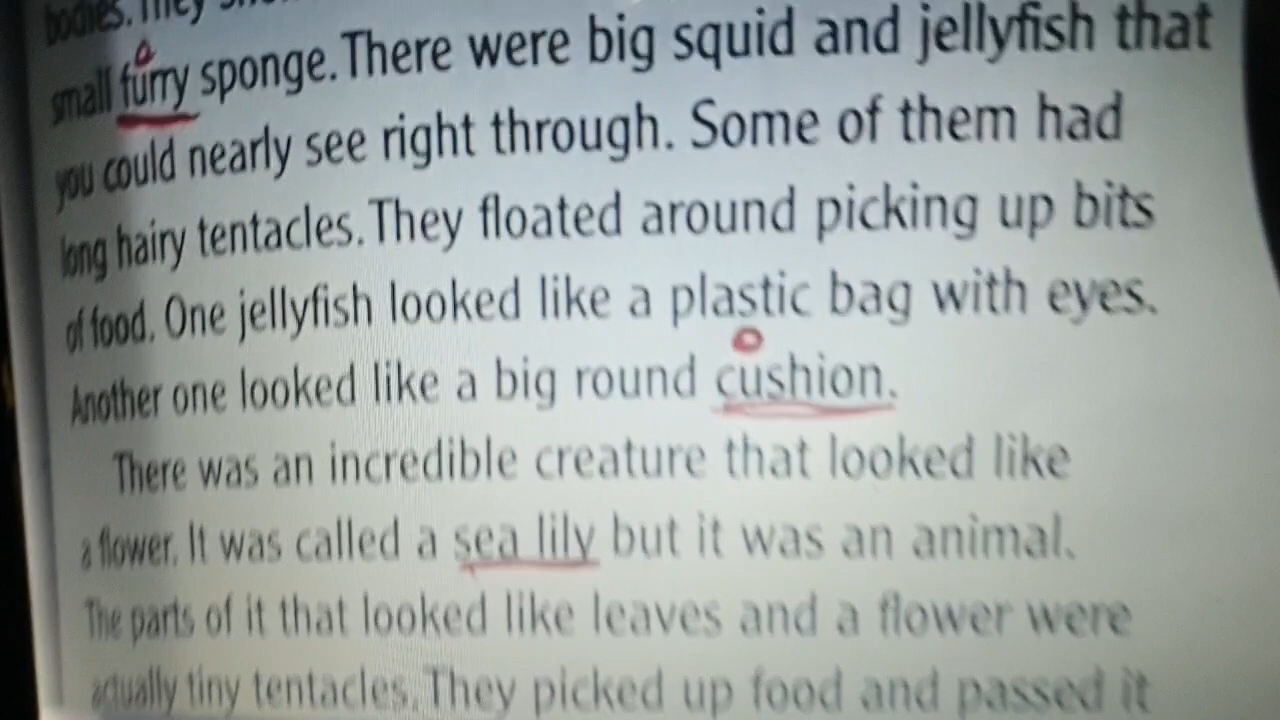 bodies. They
small furry sponge. There were big squid and jellyfish that
you could nearly see right through. Some of them had
long hairy tentacles. They floated around picking up bits
of food. One jellyfish looked like a plastic bag with eyes.
Another one looked like a big round cushion.
There was an incredible creature that looked like
a flower. It was called a sea lily but it was an animal.
The parts of it that looked like leaves and a flower were
actually tiny tentacles. They picked up food and passed it